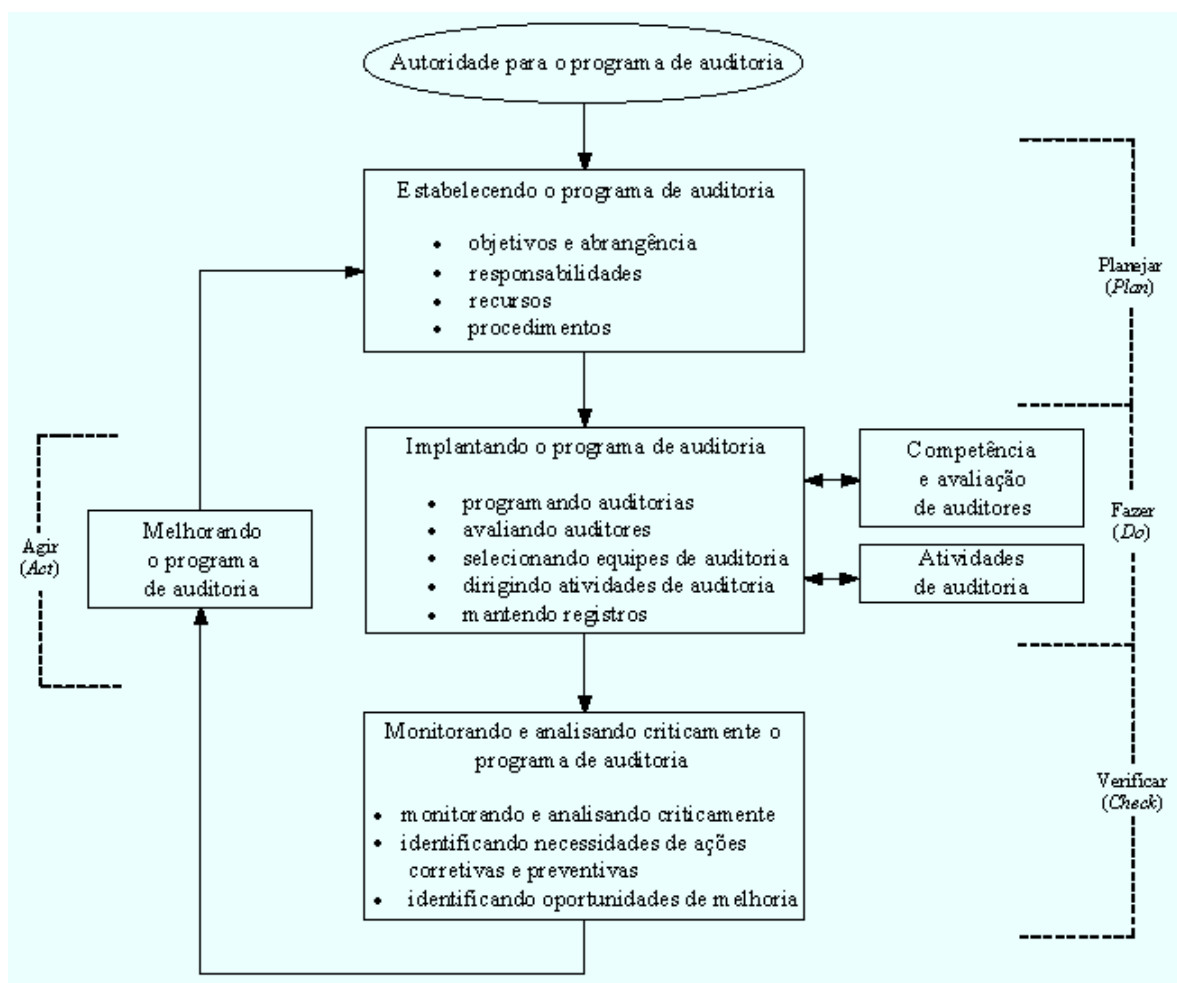 Autoridade para o programa de auditoria
Estabelecendo o programa de auditoria
• objetivos e abrangência
• responsabilidades
• recursos
• procedimentos
Planejar
(Plan)
Implantando o programa de auditoria
• programando auditorias
• avaliando auditores
• selecionando equipes de auditoria
• dirigindo atividades de auditoria
• mantendo registros
Competência
e avaliação
de auditores
Atividades
de auditoria
Fazer
(Do)
Agir
(Act)
Melhorando
o programa
de auditoria
Monitorando e analisando criticamente o
programa de auditoria
• monitorando e analisando criticamente
• identificando necessidades de ações
corretivas e preventivas
• identificando oportunidades de melhoria
Verificar
(Check)